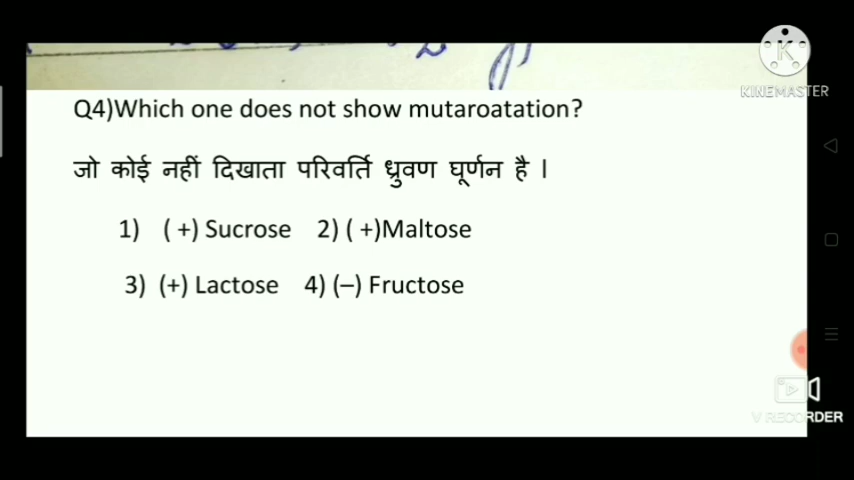 KINEMASTER
Q4)Which one does not show mutaroatation?
जो कोई नहीं दिखाता परिवर्ति ध्रुवण घूर्णन है ।
1) ( +) Sucrose 2) ( +)Maltose
3) (+) Lactose 4) (–) Fructose
V RECORDER